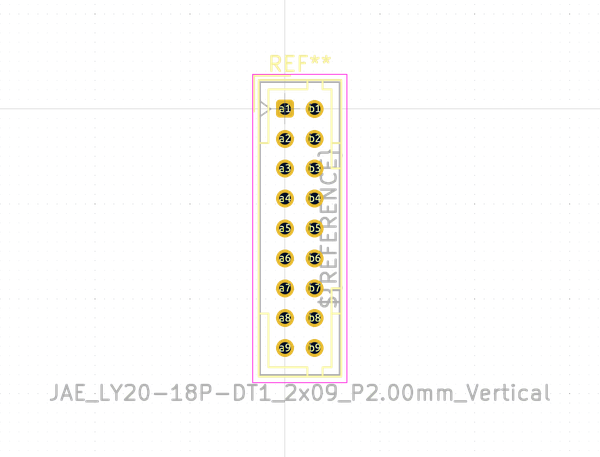 REF**
a1 b1
a2 b2
a3 b3
a4 b4
a5 b5
a6 b6
a7 b7
a8 b8
a9 b9
${REFERENCE}
JAE_LY20-18P-DT1_2x09_P2.00mm_Vertical